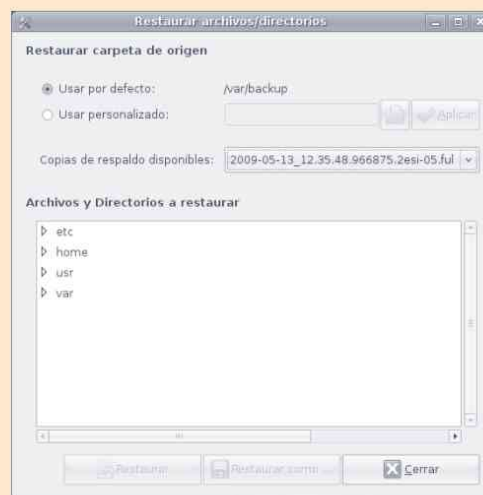 Restaurar archivos/directorios
Restaurar carpeta de origen
Usar por defecto: /var/backup
Usar personalizado: Aplicar
Copias de respaldo disponibles: 2009-05-13_12.35.48.966875.2esi-05.ful
Archivos y Directorios a restaurar
etc
home
usr
var
Restaurar Restaurar como ... Cerrar